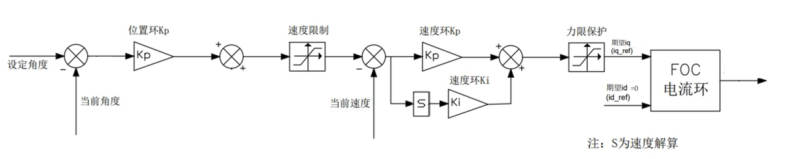 位置环Kp
速度限制
速度环Kp
力限保护
设定角度
+
-
Kp
+
+
-
Kp
+
+
期望iq
(iq_ref)
FOC
电流环
速度环Ki
当前角度
当前速度
S
Ki
期望id =0
(id_ref)
注：S为速度解算